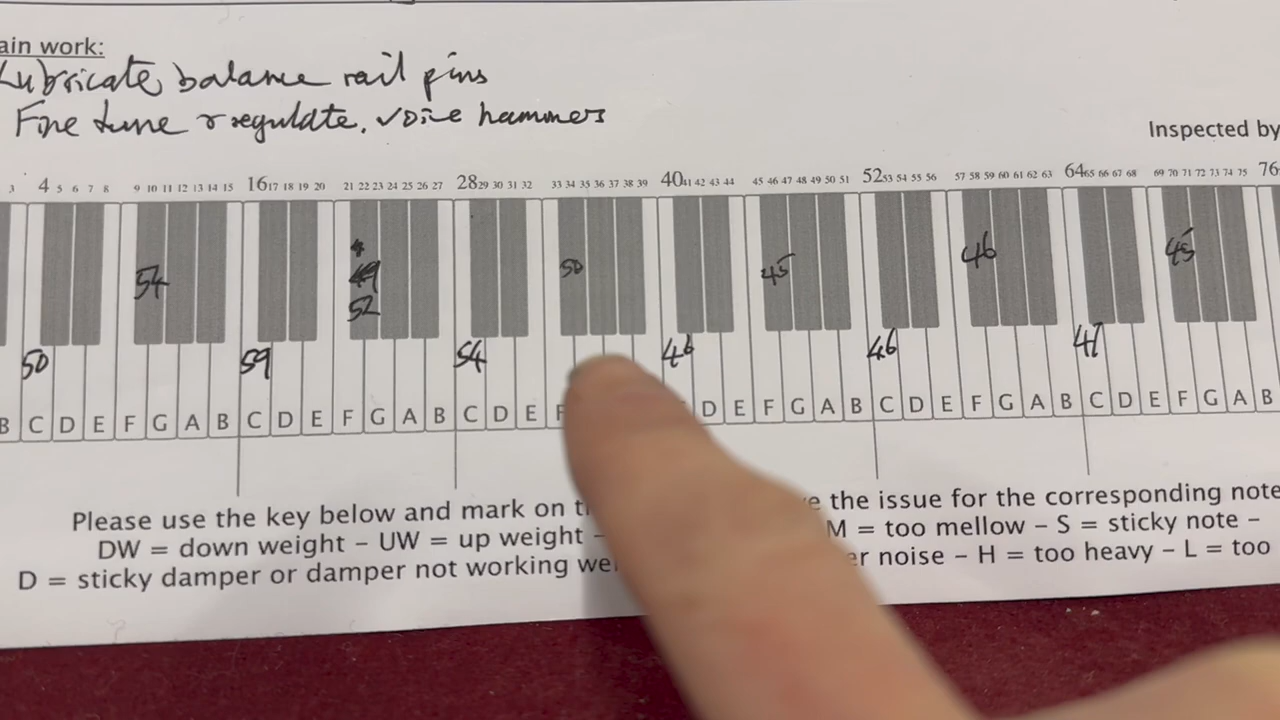 ain work:
Lubricate balance rail pins
Fine tune & regulate. voice hammers
Inspected by
3 4 5 6 7 8 9 10 11 12 13 14 15 16 17 18 19 20 21 22 23 24 25 26 27 28 29 30 31 32 33 34 35 36 37 38 39 40 41 42 43 44 45 46 47 48 49 50 51 52 53 54 55 56 57 58 59 60 61 62 63 64 65 66 67 68 69 70 71 72 73 74 75 76
54 52 50 45 46 45
50 59 54 46 46 47
B C D E F G A B C D E F G A B C D E F D E F G A B C D E F G A B C D E F G A B
Please use the key below and mark on t e the issue for the corresponding note
DW = down weight – UW = up weight – M = too mellow – S = sticky note –
D = sticky damper or damper not working we er noise – H = too heavy – L = too